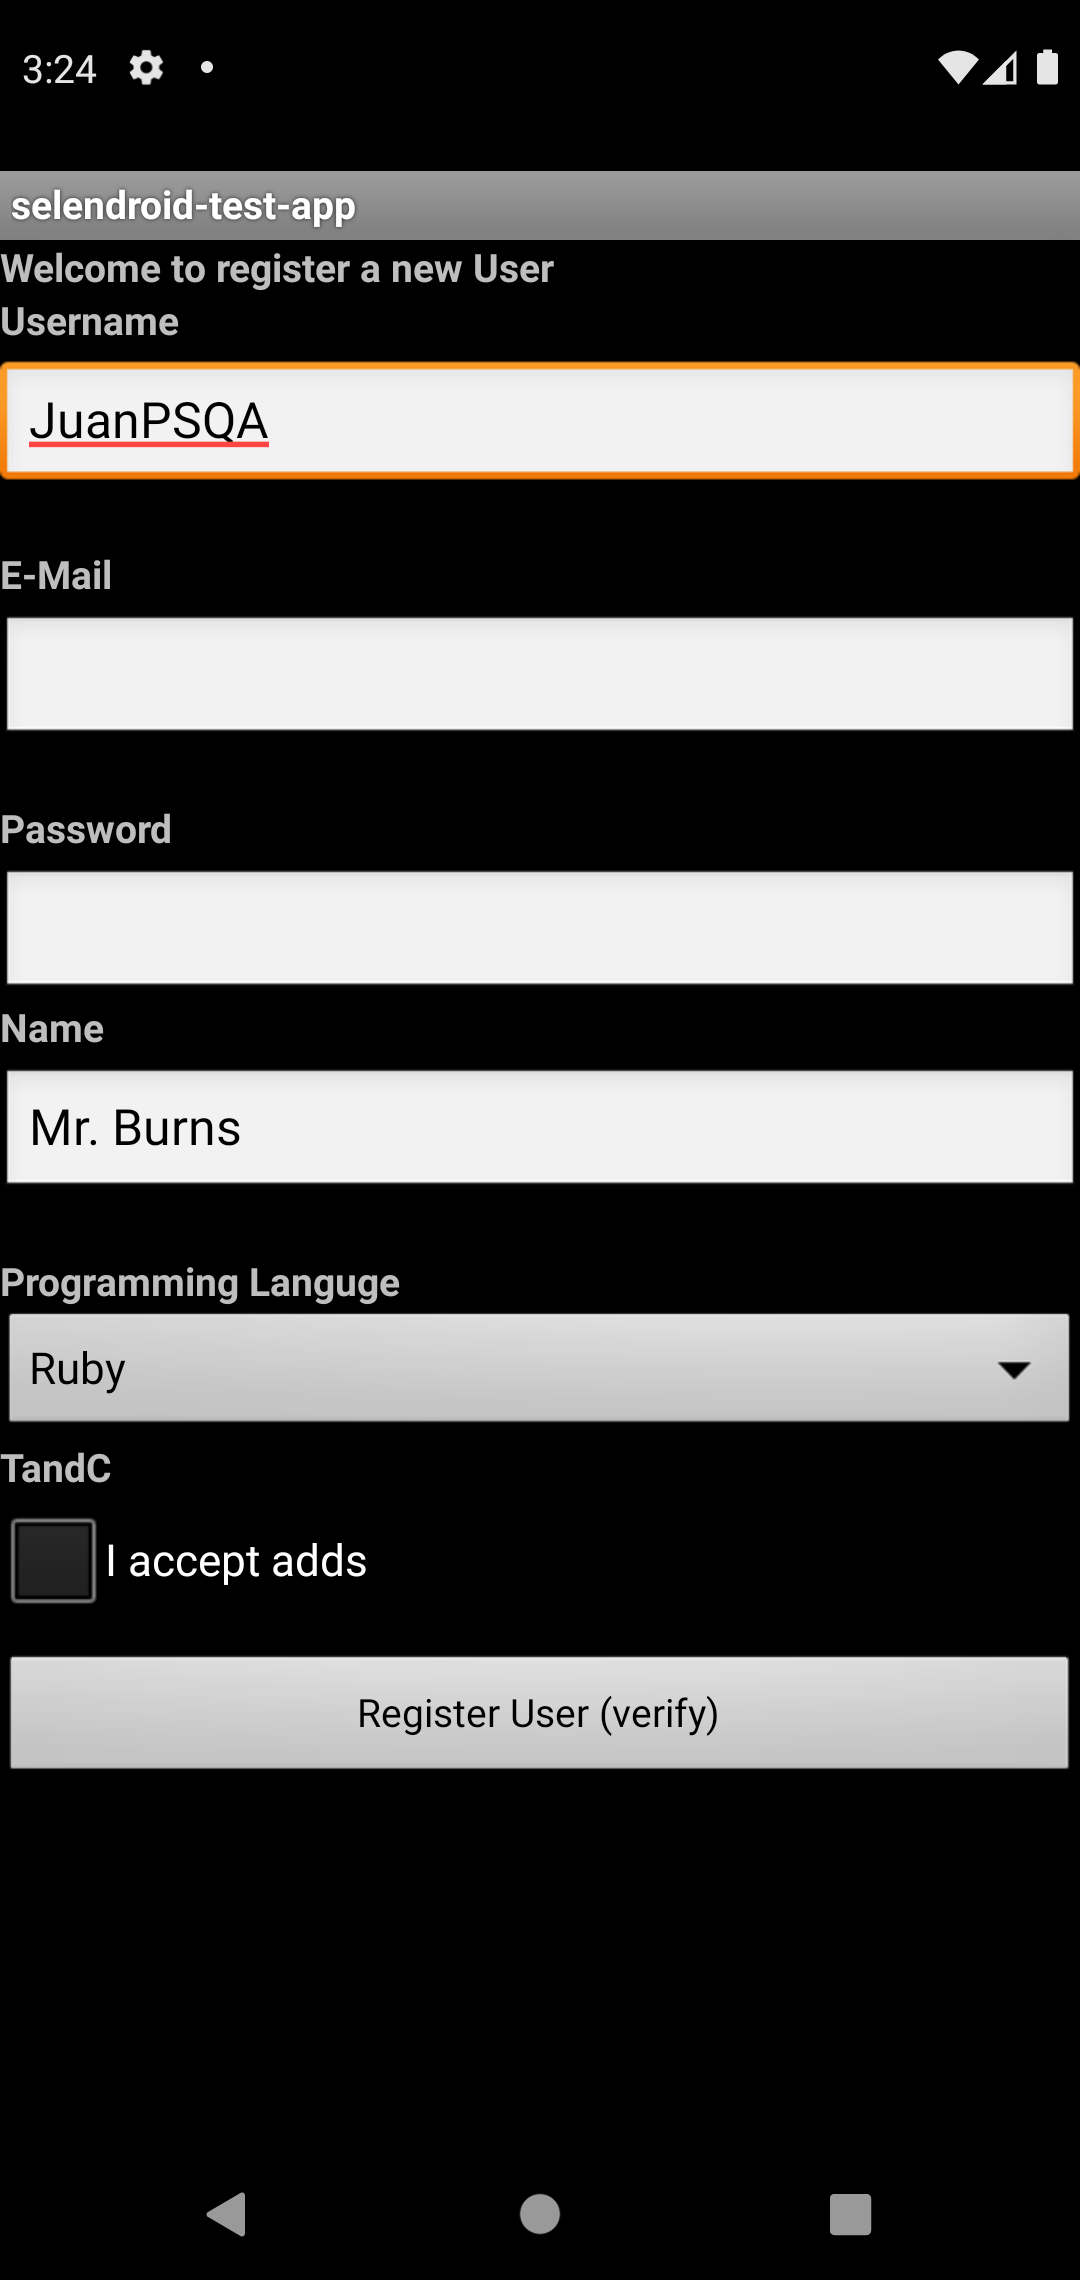 3:24
selendroid-test-app
Welcome to register a new User
Username
JuanPSQA
E-Mail
Password
Name
Mr. Burns
Programming Languge
Ruby
TandC
I accept adds
Register User (verify)